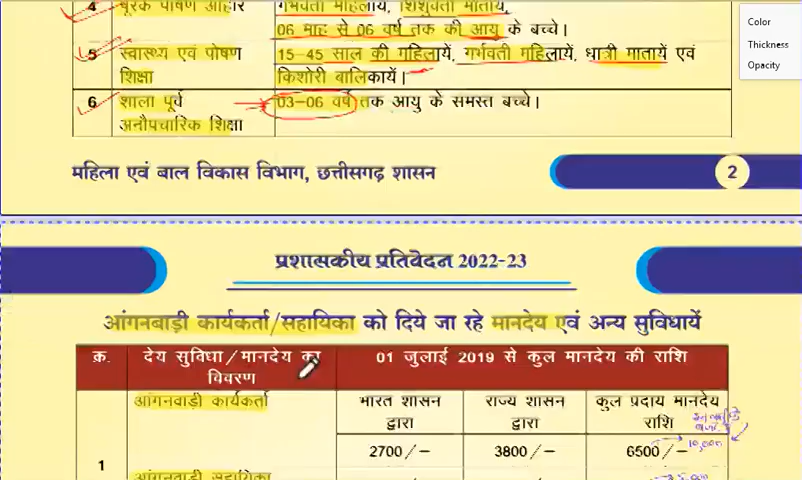 Color
Thickness
Opacity
4 पूरक पोषण आहार गर्भवती महिलायें, शिशुवती मातायें,
06 माह से 06 वर्ष तक की आयु के बच्चे।
5 स्वास्थ्य एवं पोषण शिक्षा 15-45 साल की महिलायें, गर्भवती महिलायें, धात्री मातायें एवं
किशोरी बालिकायें।
6 शाला पूर्व 03-06 वर्ष तक आयु के समस्त बच्चे।
अनौपचारिक शिक्षा
महिला एवं बाल विकास विभाग, छत्तीसगढ़ शासन 2
प्रशासकीय प्रतिवेदन 2022-23
आंगनबाड़ी कार्यकर्ता/सहायिका को दिये जा रहे मानदेय एवं अन्य सुविधायें
क्र. देय सुविधा/मानदेय का 01 जुलाई 2019 से कुल मानदेय की राशि
विवरण
आंगनवाड़ी कार्यकर्ता भारत शासन राज्य शासन कुल प्रदाय मानदेय
द्वारा द्वारा राशि
2700/- 3800/- 6500/- 10,000
1
आंगनबाड़ी सहायिका